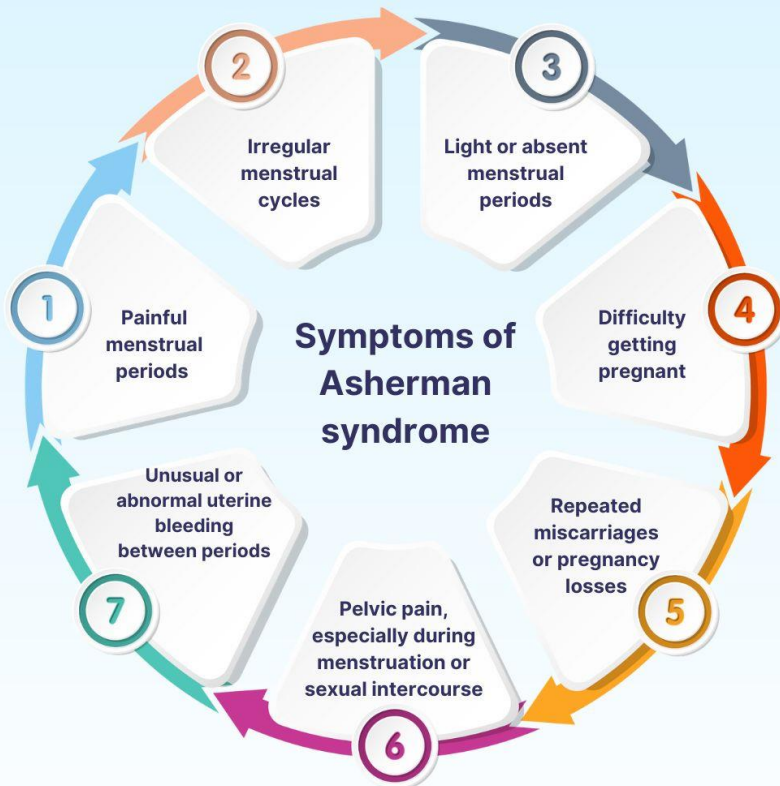 Symptoms of
Asherman
syndrome
1
Painful
menstrual
periods
2
Irregular
menstrual
cycles
3
Light or absent
menstrual
periods
4
Difficulty
getting
pregnant
5
Repeated
miscarriages
or pregnancy
losses
6
Pelvic pain,
especially during
menstruation or
sexual intercourse
7
Unusual or
abnormal uterine
bleeding
between periods